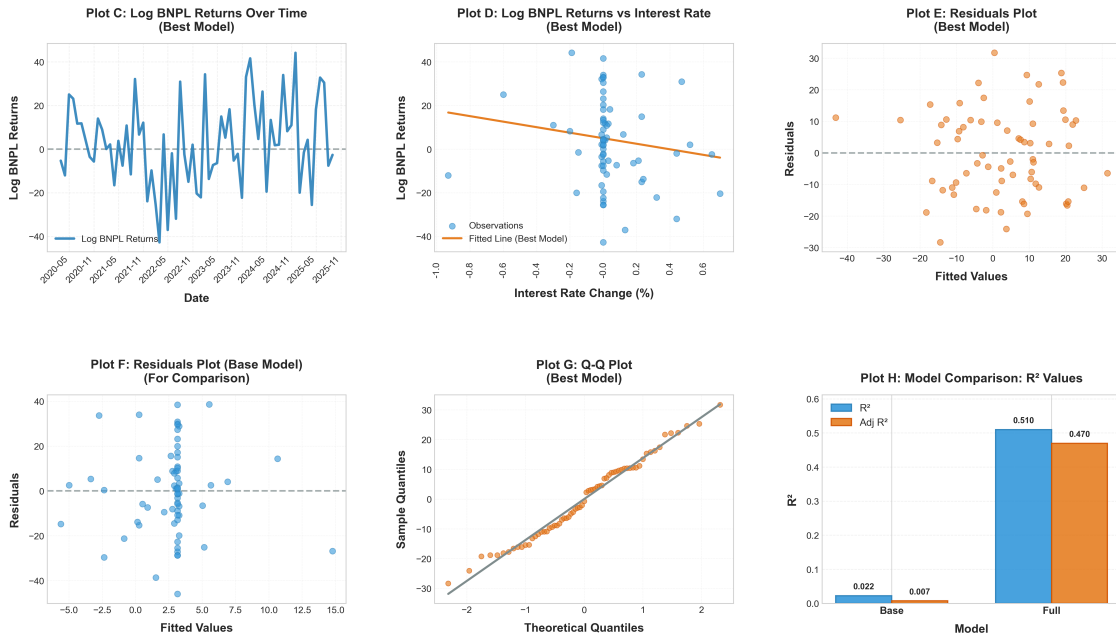 Plot C: Log BNPL Returns Over Time
(Best Model)
Log BNPL Returns
40
20
0
−20
−40
Log BNPL Returns
2020-05
2020-11
2021-05
2021-11
2022-05
2022-11
2023-05
2023-11
2024-05
2024-11
2025-05
2025-11
Date
Plot D: Log BNPL Returns vs Interest Rate
(Best Model)
Log BNPL Returns
40
20
0
−20
−40
Observations
Fitted Line (Best Model)
-1.0
-0.8
-0.6
-0.4
-0.2
-0.0
0.2
0.4
0.6
Interest Rate Change (%)
Plot E: Residuals Plot
(Best Model)
Residuals
30
20
10
0
−10
−20
−30
−40
−30
−20
−10
0
10
20
30
Fitted Values
Plot F: Residuals Plot (Base Model)
(For Comparison)
Residuals
40
20
0
−20
−40
−5.0
−2.5
0.0
2.5
5.0
7.5
10.0
12.5
15.0
Fitted Values
Plot G: Q-Q Plot
(Best Model)
Sample Quantiles
30
20
10
0
−10
−20
−30
−2
−1
0
1
2
Theoretical Quantiles
Plot H: Model Comparison: R² Values
R²
0.6
0.5
0.4
0.3
0.2
0.1
0.0
R²
Adj R²
0.022
0.007
0.510
0.470
Base
Full
Model